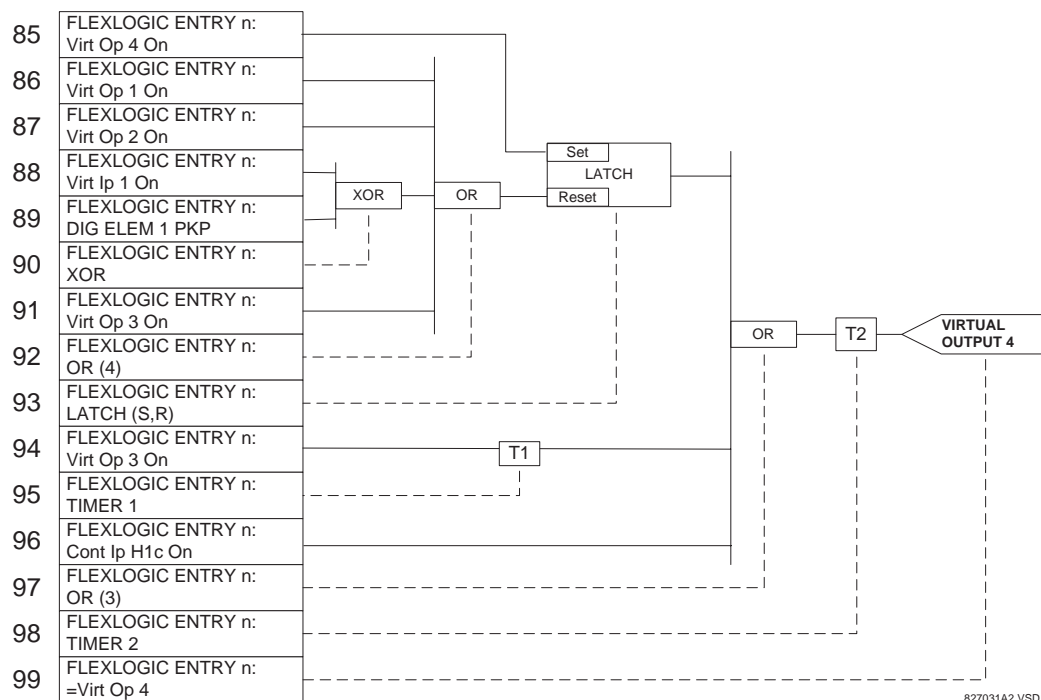 85 FLEXLOGIC ENTRY n:
Virt Op 4 On
86 FLEXLOGIC ENTRY n:
Virt Op 1 On
87 FLEXLOGIC ENTRY n:
Virt Op 2 On
88 FLEXLOGIC ENTRY n:
Virt Ip 1 On
89 FLEXLOGIC ENTRY n:
DIG ELEM 1 PKP
90 FLEXLOGIC ENTRY n:
XOR
91 FLEXLOGIC ENTRY n:
Virt Op 3 On
92 FLEXLOGIC ENTRY n:
OR (4)
93 FLEXLOGIC ENTRY n:
LATCH (S,R)
94 FLEXLOGIC ENTRY n:
Virt Op 3 On
95 FLEXLOGIC ENTRY n:
TIMER 1
96 FLEXLOGIC ENTRY n:
Cont Ip H1c On
97 FLEXLOGIC ENTRY n:
OR (3)
98 FLEXLOGIC ENTRY n:
TIMER 2
99 FLEXLOGIC ENTRY n:
=Virt Op 4
XOR
OR
Set
LATCH
Reset
T1
OR
T2
VIRTUAL
OUTPUT 4
827031A2.VSD